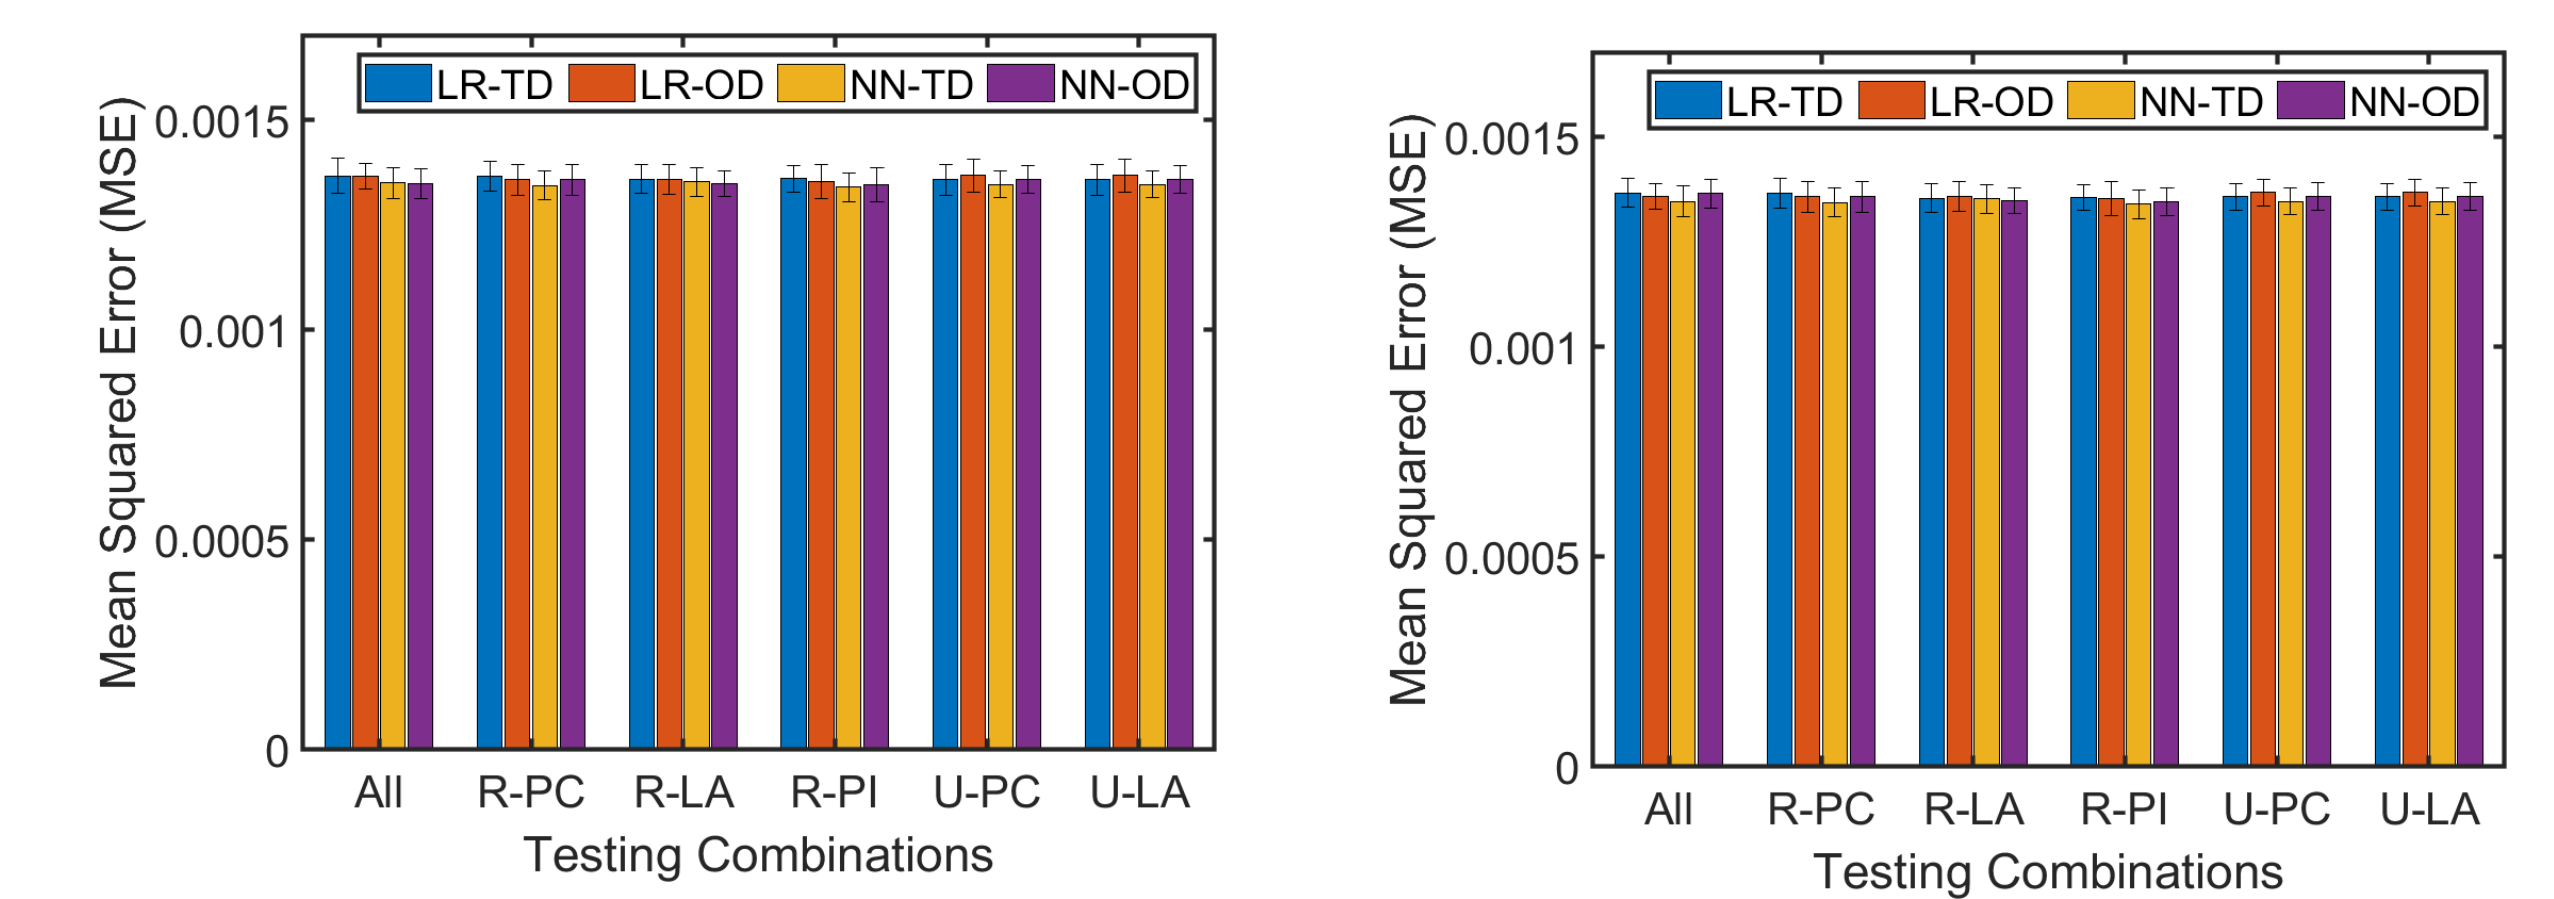 LR-TD LR-OD NN-TD NN-OD
Mean Squared Error (MSE)
0.0015
0.001
0.0005
0
All R-PC R-LA R-PI U-PC U-LA
Testing Combinations
LR-TD LR-OD NN-TD NN-OD
Mean Squared Error (MSE)
0.0015
0.001
0.0005
0
All R-PC R-LA R-PI U-PC U-LA
Testing Combinations